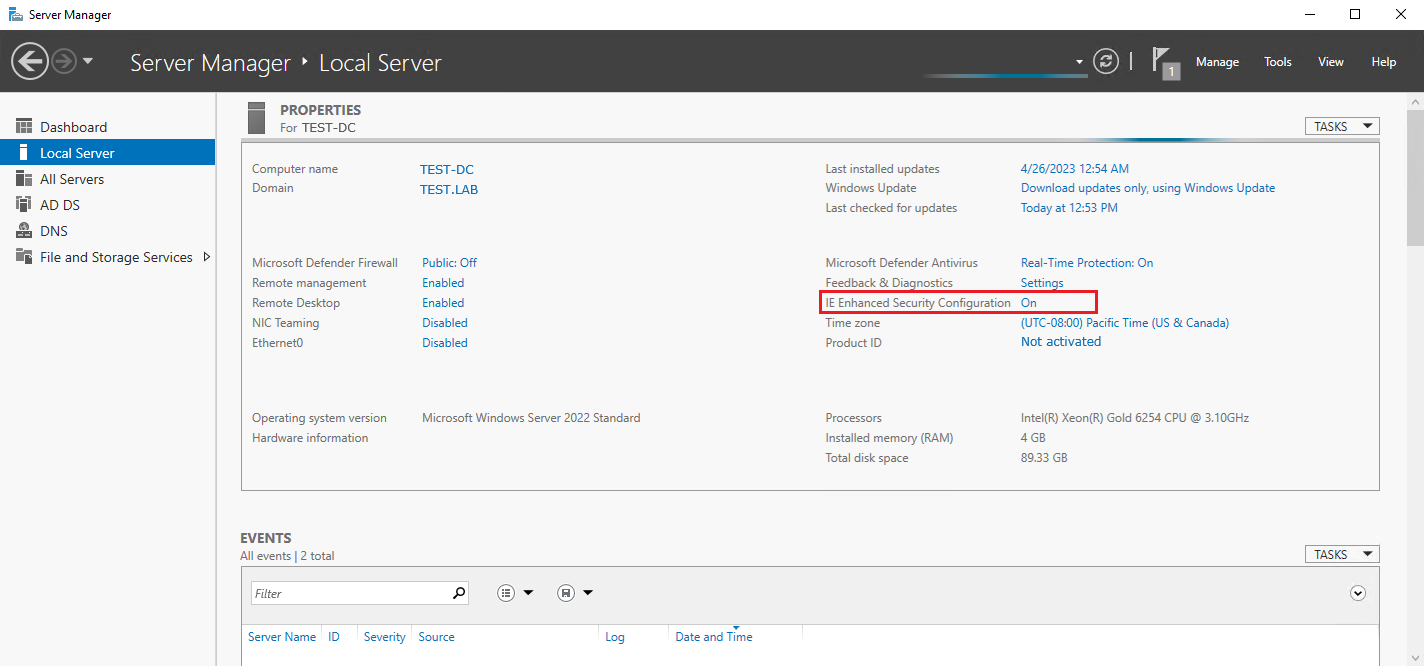 Server Manager
Server Manager ‣ Local Server
1
Manage Tools View Help
Dashboard
Local Server
All Servers
AD DS
DNS
File and Storage Services
PROPERTIES
For TEST-DC
TASKS
Computer name TEST-DC
Domain TEST.LAB
Last installed updates 4/26/2023 12:54 AM
Windows Update Download updates only, using Windows Update
Last checked for updates Today at 12:53 PM
Microsoft Defender Firewall Public: Off
Remote management Enabled
Remote Desktop Enabled
NIC Teaming Disabled
Ethernet0 Disabled
Microsoft Defender Antivirus Real-Time Protection: On
Feedback & Diagnostics Settings
IE Enhanced Security Configuration On
Time zone (UTC-08:00) Pacific Time (US & Canada)
Product ID Not activated
Operating system version Microsoft Windows Server 2022 Standard
Hardware information
Processors Intel(R) Xeon(R) Gold 6254 CPU @ 3.10GHz
Installed memory (RAM) 4 GB
Total disk space 89.33 GB
EVENTS
All events | 2 total
TASKS
Filter
Server Name ID Severity Source Log Date and Time